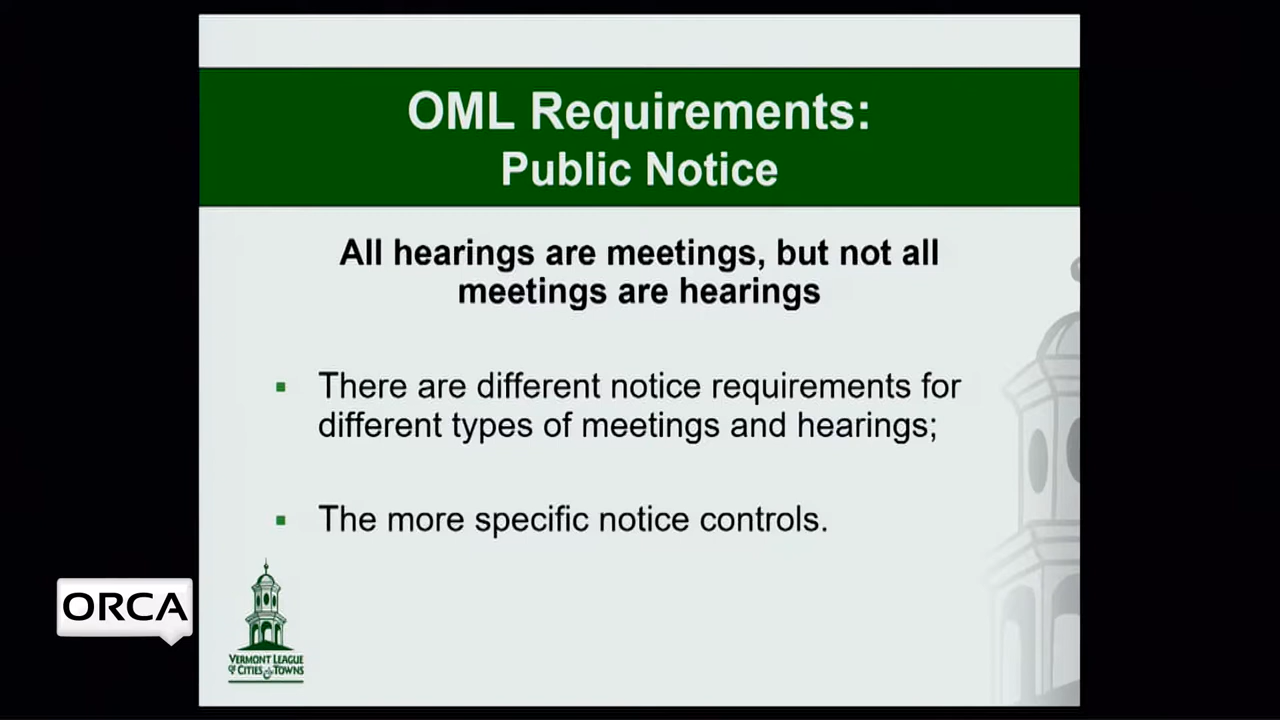 OML Requirements:
Public Notice
All hearings are meetings, but not all
meetings are hearings
▪ There are different notice requirements for
different types of meetings and hearings;
▪ The more specific notice controls.
ORCA
VERMONT LEAGUE
OF CITIES & TOWNS